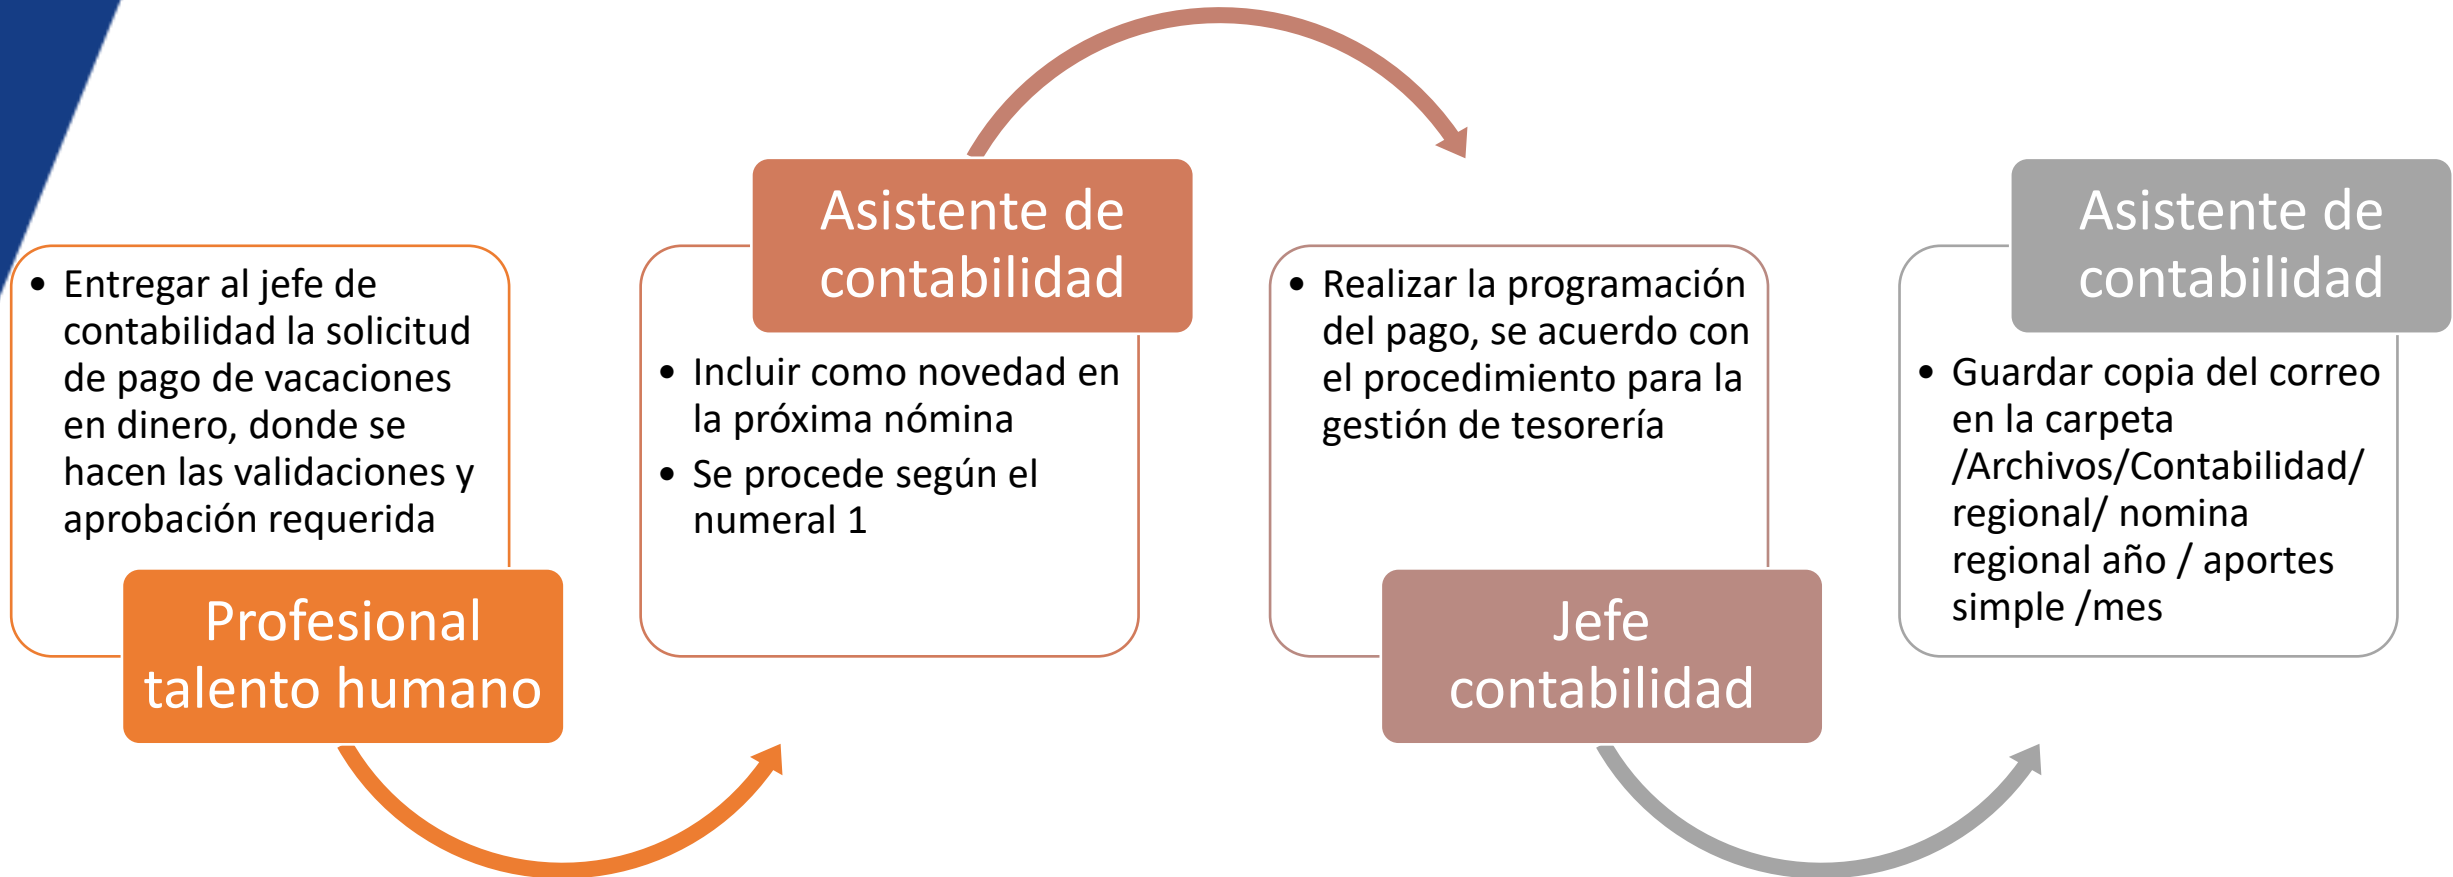 • Entregar al jefe de
contabilidad la solicitud
de pago de vacaciones
en dinero, donde se
hacen las validaciones y
aprobación requerida
Profesional
talento humano
Asistente de
contabilidad
• Incluir como novedad en
la próxima nómina
• Se procede según el
numeral 1
• Realizar la programación
del pago, se acuerdo con
el procedimiento para la
gestión de tesorería
Jefe
contabilidad
Asistente de
contabilidad
• Guardar copia del correo
en la carpeta
/Archivos/Contabilidad/
regional/ nomina
regional año / aportes
simple /mes